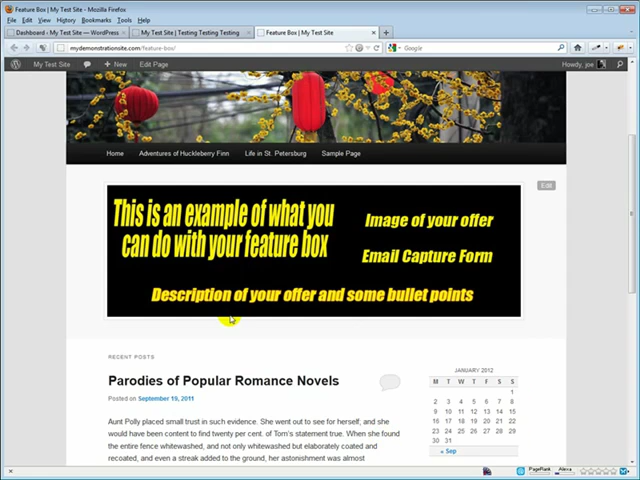 Feature Box | My Test Site - Mozilla Firefox
File Edit View History Bookmarks Tools Help
Dashboard ‹ My Test Site — WordPress
My Test Site | Testing Testing Testing
Feature Box | My Test Site
mydemonstrationsite.com/feature-box/
Google
My Test Site + New Edit Page
Howdy, joe
Home Adventures of Huckleberry Finn Life in St. Petersburg Sample Page
Edit
This is an example of what you
can do with your feature box
Image of your offer
Email Capture Form
Description of your offer and some bullet points
RECENT POSTS
Parodies of Popular Romance Novels
Posted on September 19, 2011
Aunt Polly placed small trust in such evidence. She went out to see for herself; and she
would have been content to find twenty per cent. of Tom's statement true. When she found
the entire fence whitewashed, and not only whitewashed but elaborately coated and
recoated, and even a streak added to the ground, her astonishment was almost
JANUARY 2012
M T W T F S S
1
2 3 4 5 6 7 8
9 10 11 12 13 14 15
16 17 18 19 20 21 22
23 24 25 26 27 28 29
30 31
« Sep
PageRank
Alexa